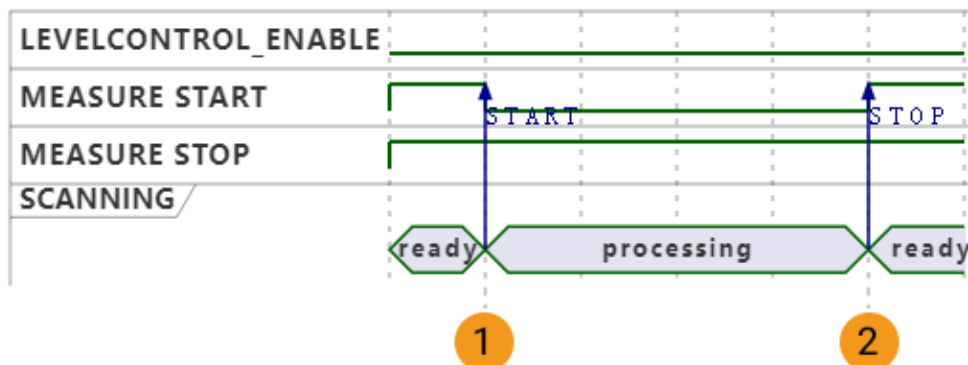 LEVELCONTROL_ENABLE
MEASURE START
START
STOP
MEASURE STOP
SCANNING
ready
processing
ready
1
2